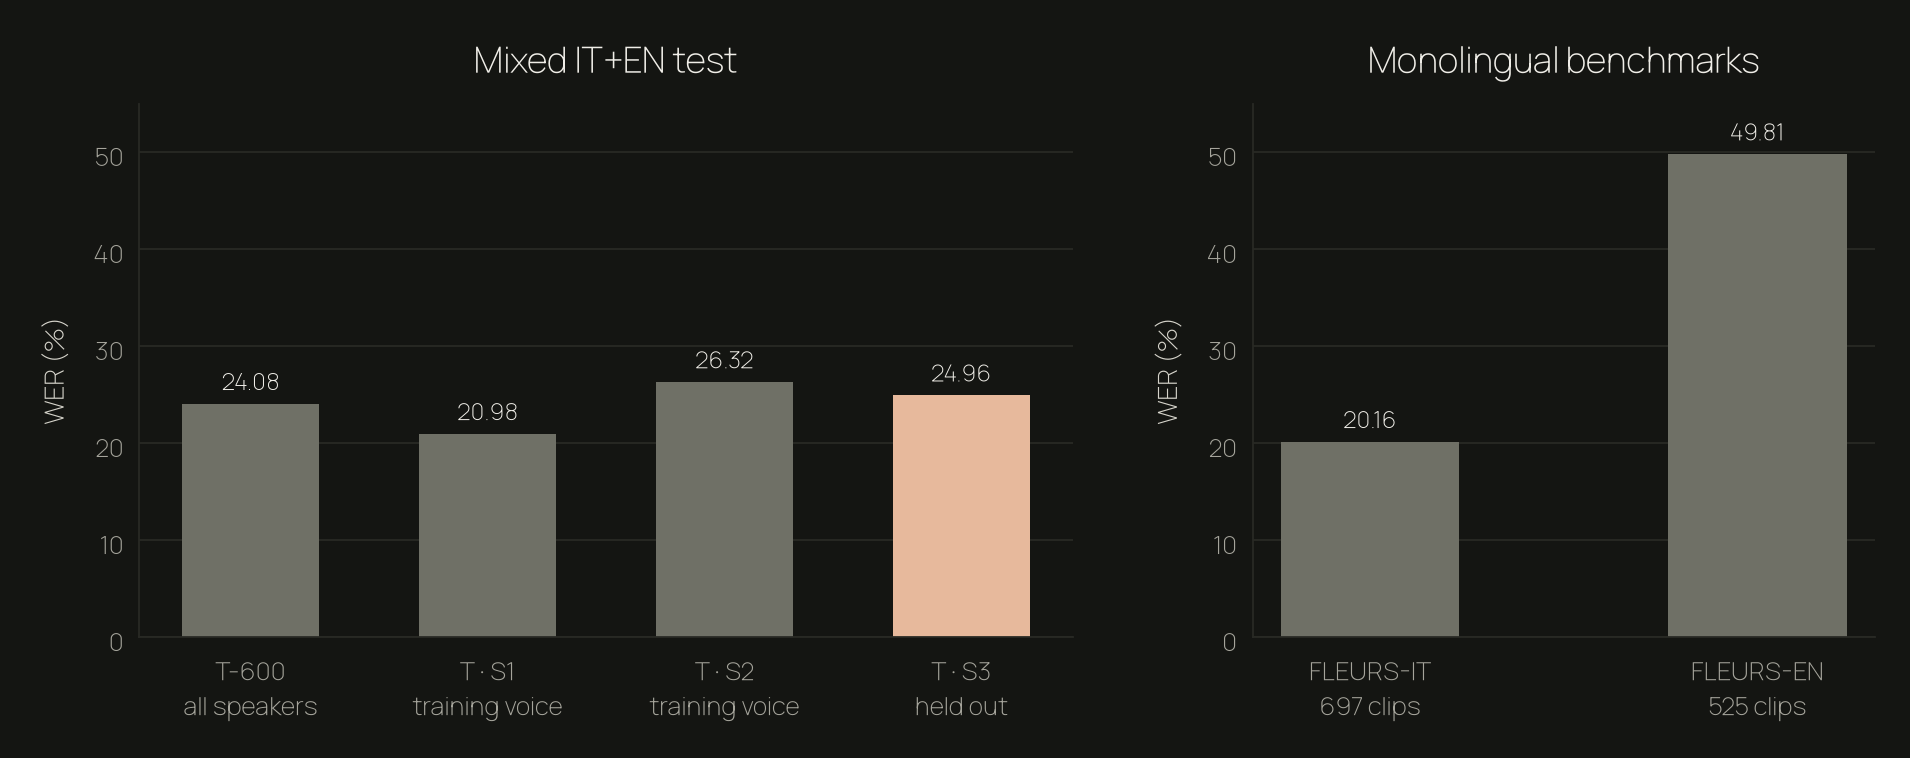 Mixed IT+EN test
WER (%)
50
40
30
20
10
0
24.08
20.98
26.32
24.96
T-600
all speakers
T · S1
training voice
T · S2
training voice
T · S3
held out
Monolingual benchmarks
WER (%)
50
40
30
20
10
0
20.16
49.81
FLEURS-IT
697 clips
FLEURS-EN
525 clips